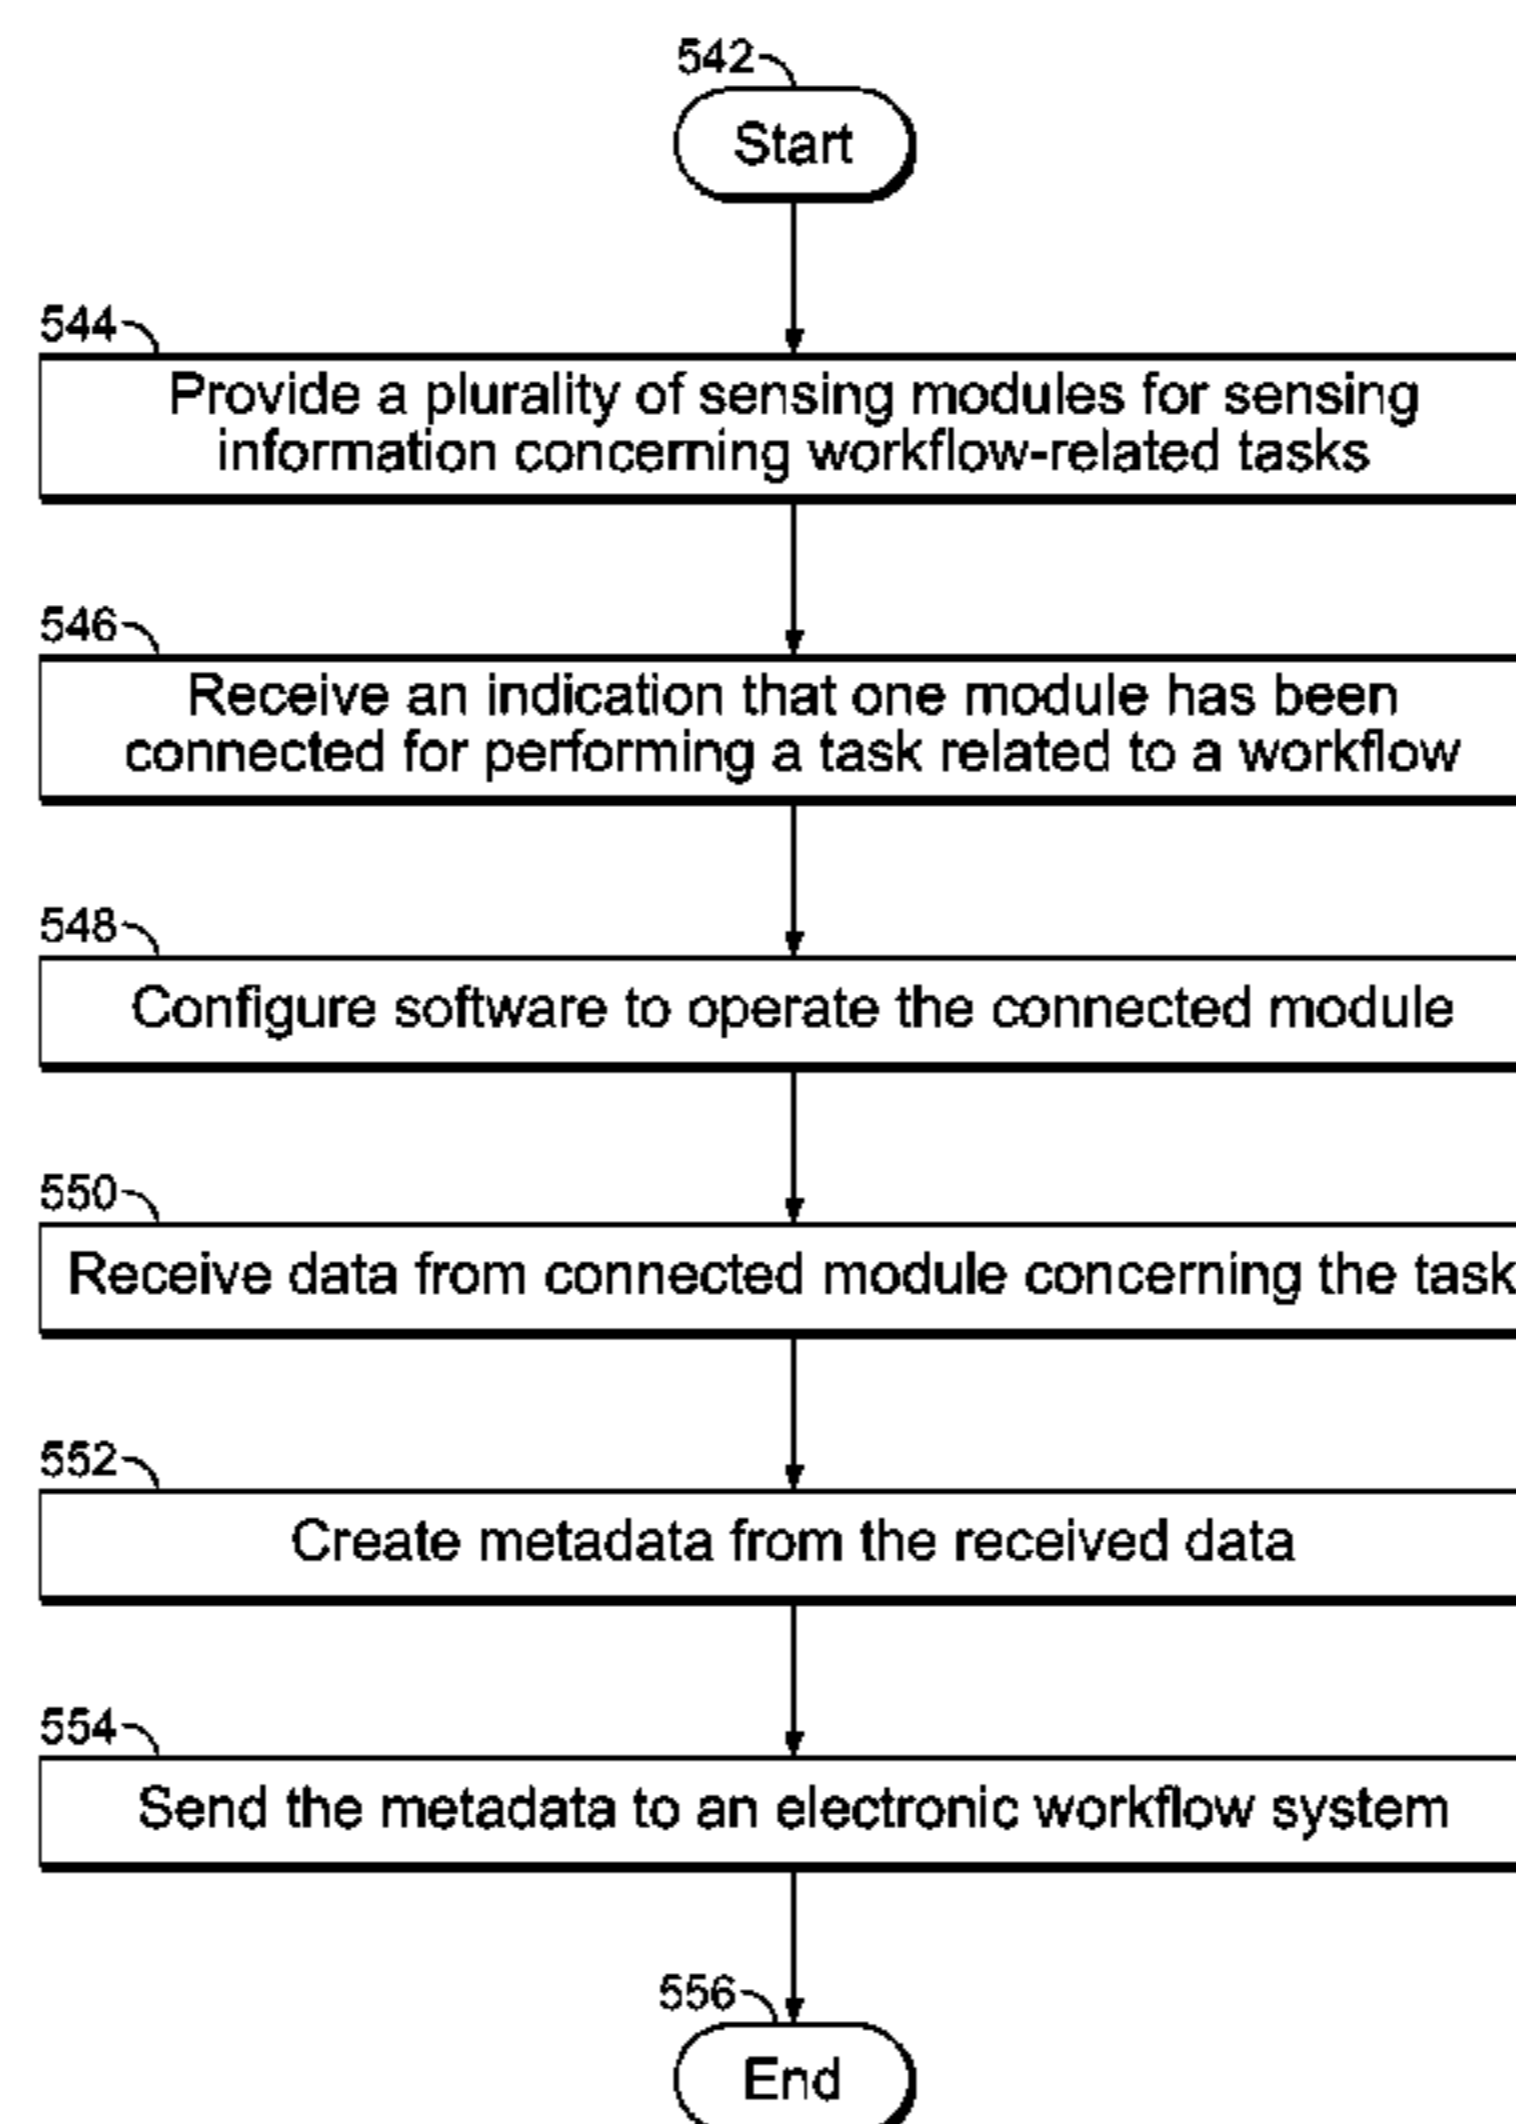 542
Start
544
Provide a plurality of sensing modules for sensing
information concerning workflow-related tasks
546
Receive an indication that one module has been
connected for performing a task related to a workflow
548
Configure software to operate the connected module
550
Receive data from connected module concerning the task
552
Create metadata from the received data
554
Send the metadata to an electronic workflow system
556
End